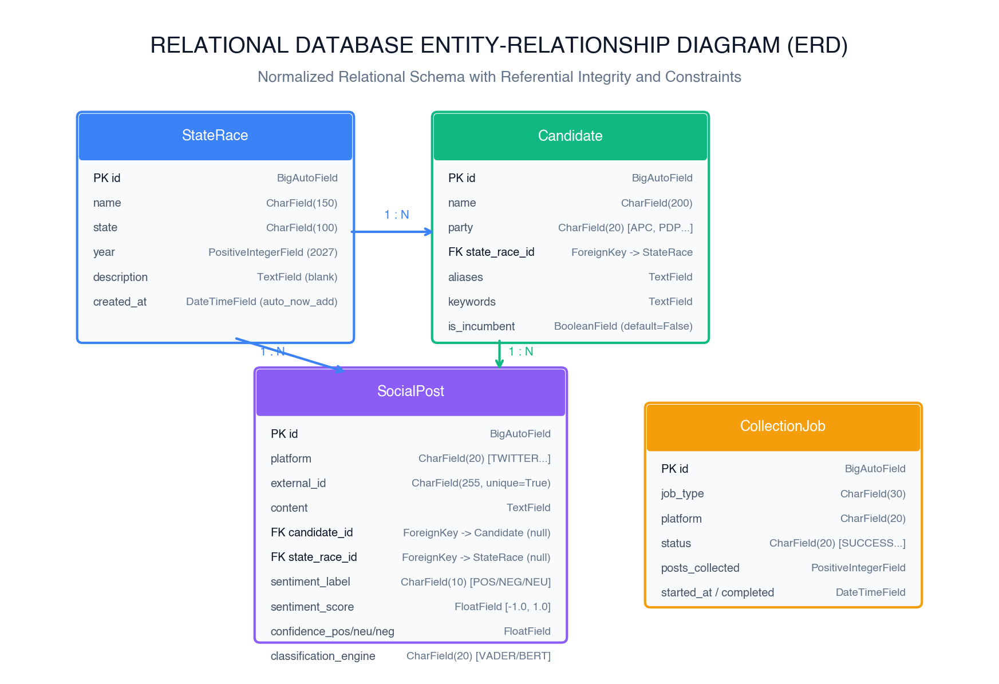 RELATIONAL DATABASE ENTITY-RELATIONSHIP DIAGRAM (ERD)
Normalized Relational Schema with Referential Integrity and Constraints
StateRace
PK id BigAutoField
name CharField(150)
state CharField(100)
year PositiveIntegerField (2027)
description TextField (blank)
created_at DateTimeField (auto_now_add)
1 : N
Candidate
PK id BigAutoField
name CharField(200)
party CharField(20) [APC, PDP...]
FK state_race_id ForeignKey -> StateRace
aliases TextField
keywords TextField
is_incumbent BooleanField (default=False)
1 : N
1 : N
SocialPost
PK id BigAutoField
platform CharField(20) [TWITTER...]
external_id CharField(255, unique=True)
content TextField
FK candidate_id ForeignKey -> Candidate (null)
FK state_race_id ForeignKey -> StateRace (null)
sentiment_label CharField(10) [POS/NEG/NEU]
sentiment_score FloatField [-1.0, 1.0]
confidence_pos/neu/neg FloatField
classification_engine CharField(20) [VADER/BERT]
CollectionJob
PK id BigAutoField
job_type CharField(30)
platform CharField(20)
status CharField(20) [SUCCESS...]
posts_collected PositiveIntegerField
started_at / completed DateTimeField